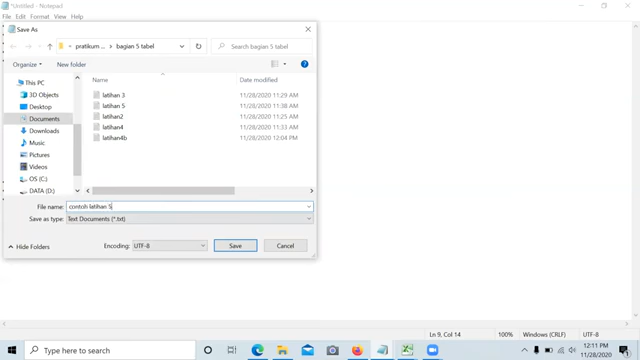 *Untitled - Notepad
File Edit Format View Help
Save As
pratikum ... bagian 5 tabel
Search bagian 5 tabel
Organize New folder
Name Date modified
This PC
3D Objects
Desktop
Documents
Downloads
Music
Pictures
Videos
OS (C:)
DATA (D:)
latihan 3 11/28/2020 11:29 AM
latihan 5 11/28/2020 11:38 AM
latihan2 11/28/2020 11:25 AM
latihan4 11/28/2020 11:33 AM
latihan4b 11/28/2020 12:04 PM
File name: contoh latihan 5
Save as type: Text Documents (*.txt)
Hide Folders Encoding: UTF-8 Save Cancel
Ln 9, Col 14 100% Windows (CRLF) UTF-8
Type here to search
12:11 PM
11/28/2020